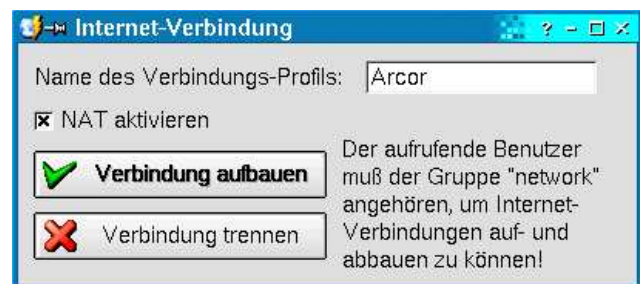 Internet-Verbindung
Name des Verbindungs-Profils: Arcor
NAT aktivieren
Verbindung aufbauen
Verbindung trennen
Der aufrufende Benutzer
muß der Gruppe "network"
angehören, um Internet-
Verbindungen auf- und
abbauen zu können!